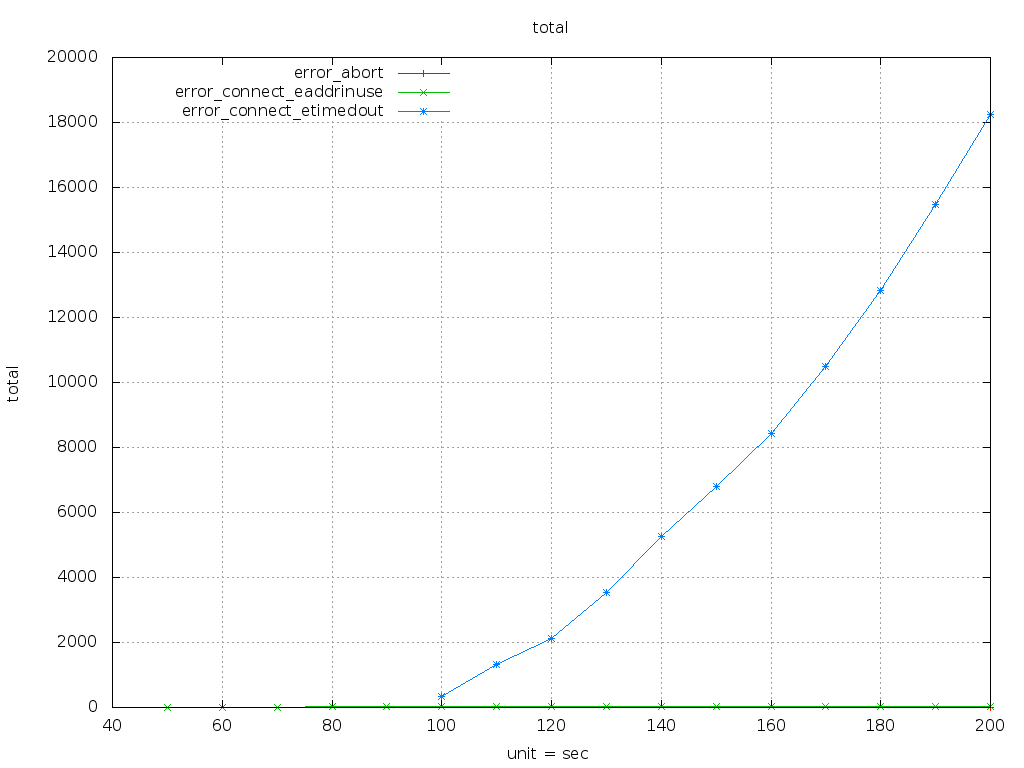 total
20000
18000
16000
14000
12000
10000
8000
6000
4000
2000
0
total
error_abort
error_connect_eaddrinuse
error_connect_etimedout
40 60 80 100 120 140 160 180 200
unit = sec